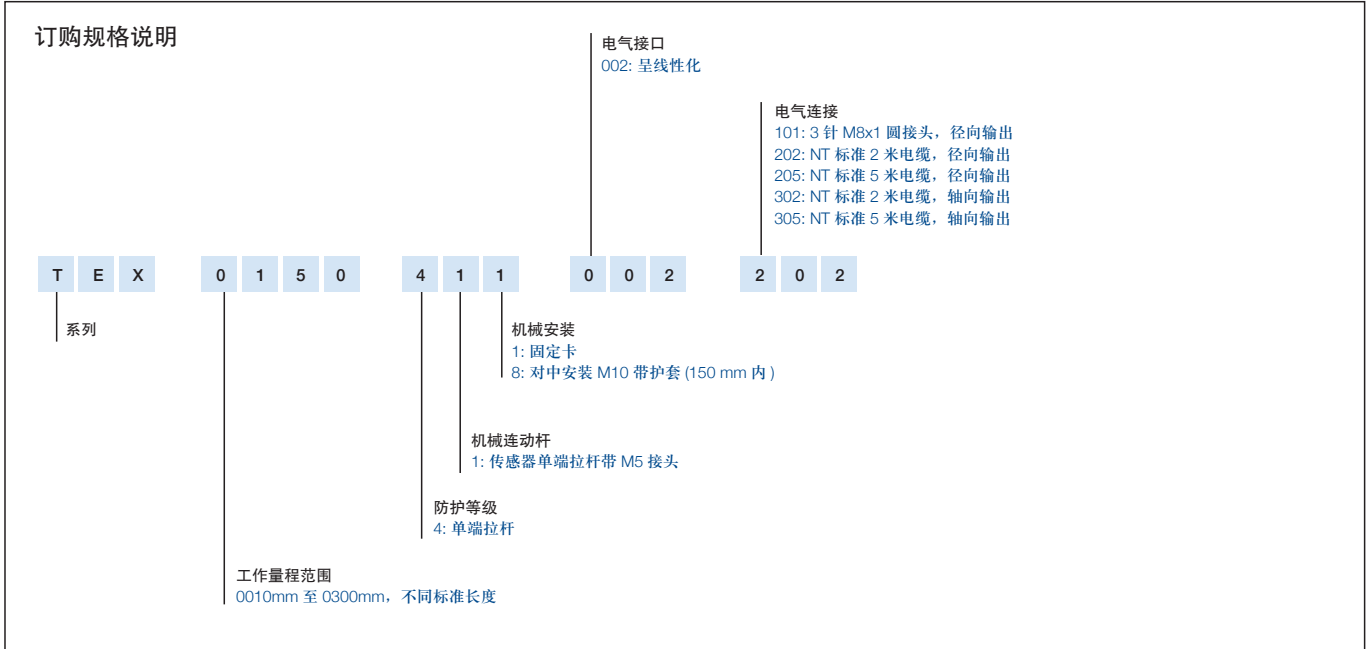 订购规格说明
电气接口
002: 呈线性化
电气连接
101: 3 针 M8x1 圆接头，径向输出
202: NT 标准 2 米电缆，径向输出
205: NT 标准 5 米电缆，径向输出
302: NT 标准 2 米电缆，轴向输出
305: NT 标准 5 米电缆，轴向输出
T E X 0 1 5 0 4 1 1 0 0 2 2 0 2
系列
机械安装
1: 固定卡
8: 对中安装 M10 带护套 (150 mm 内 )
机械连动杆
1: 传感器单端拉杆带 M5 接头
防护等级
4: 单端拉杆
工作量程范围
0010mm 至 0300mm，不同标准长度